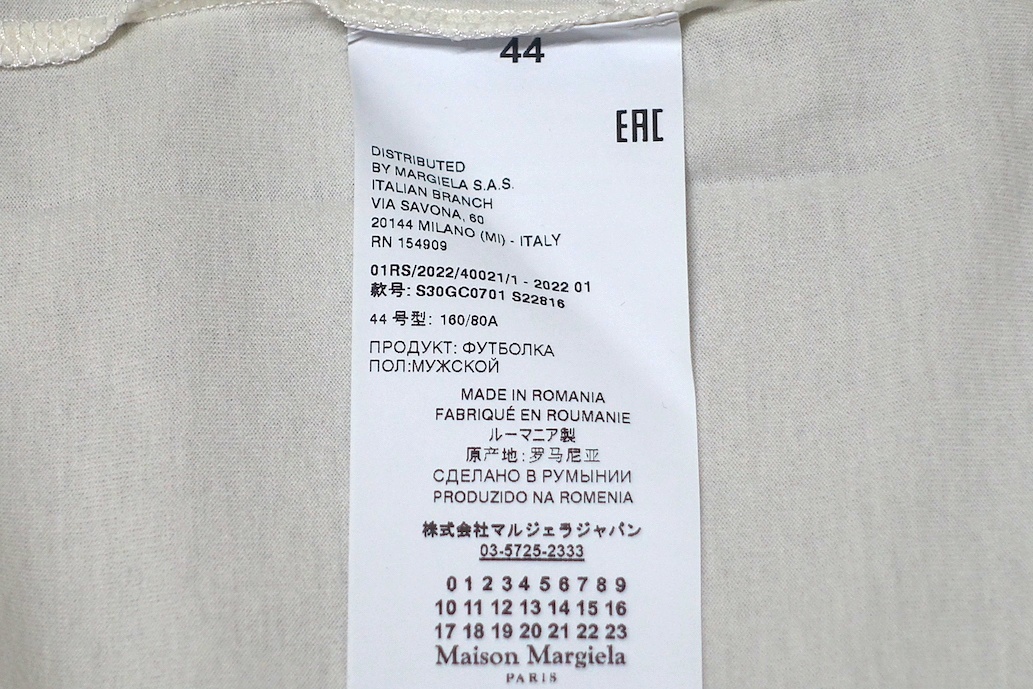 44
EAC
DISTRIBUTED
BY MARGIELA S.A.S.
ITALIAN BRANCH
VIA SAVONA, 60
20144 MILANO (MI) - ITALY
RN 154909
01RS/2022/40021/1 - 2022 01
款号: S30GC0701 S22816
44 号型: 160/80A
ПРОДУКТ: ФУТБОЛКА
ПОЛ:МУЖСКОЙ
MADE IN ROMANIA
FABRIQUÉ EN ROUMANIE
ルーマニア製
原产地:罗马尼亚
СДЕЛАНО В РУМЫНИИ
PRODUZIDO NA ROMENIA
株式会社マルジェラジャパン
03-5725-2333
0 1 2 3 4 5 6 7 8 9
10 11 12 13 14 15 16
17 18 19 20 21 22 23
Maison Margiela
PARIS